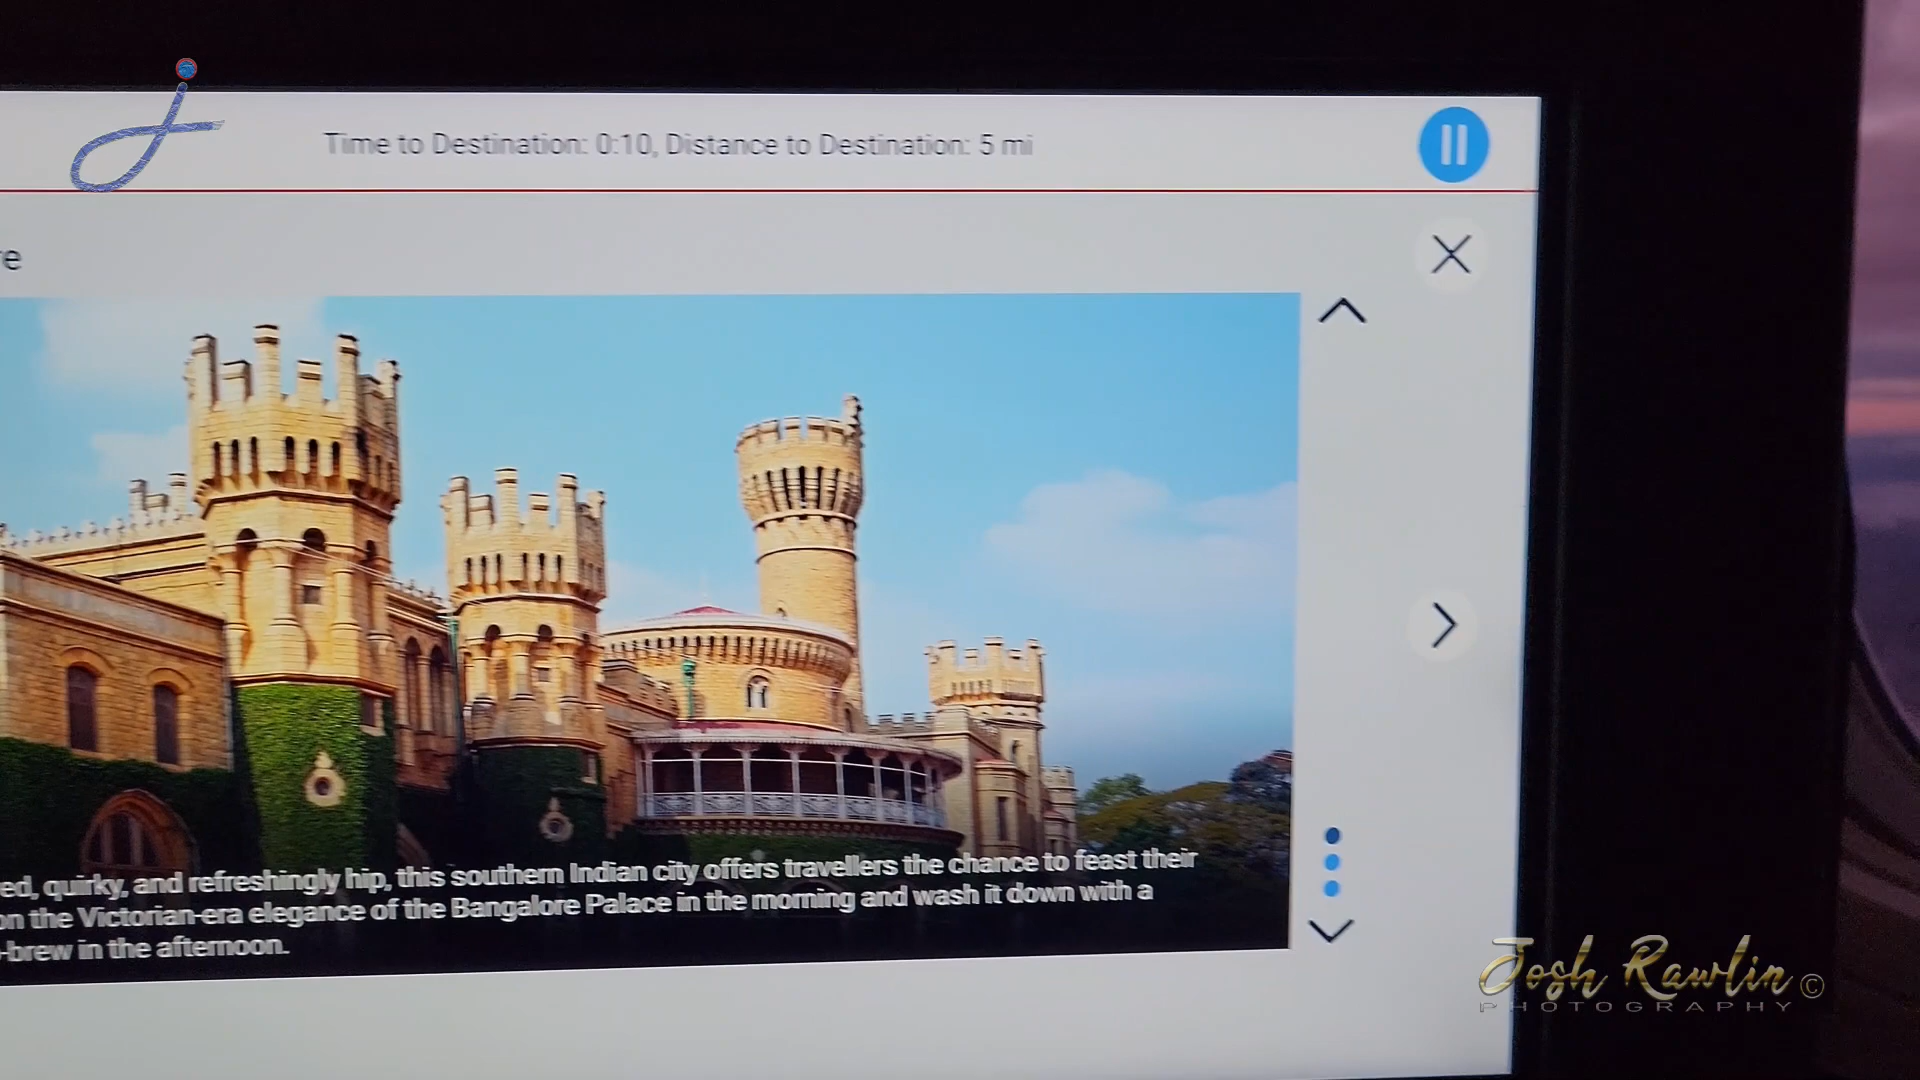 Time to Destination: 0:10, Distance to Destination: 5 mi
re
ed, quirky, and refreshingly hip, this southern Indian city offers travellers the chance to feast their
on the Victorian-era elegance of the Bangalore Palace in the morning and wash it down with a
-brew in the afternoon.
Josh Rawlin ©
PHOTOGRAPHY